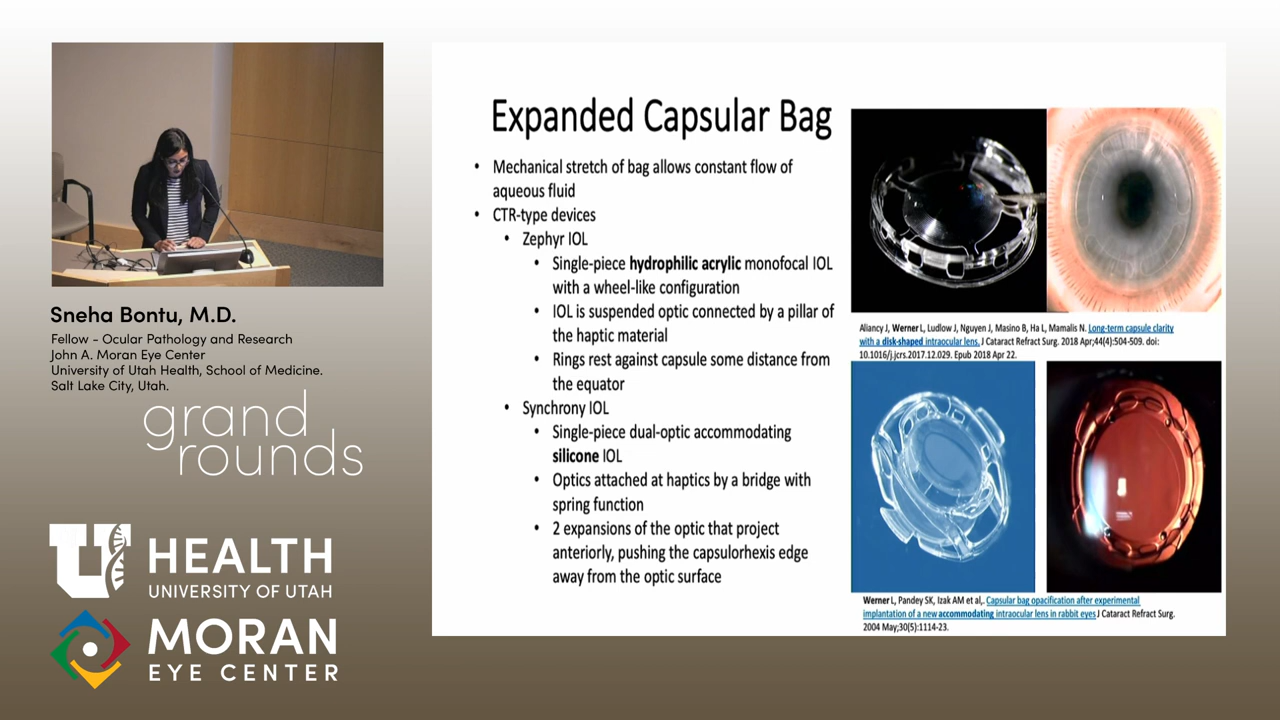 Expanded Capsular Bag
• Mechanical stretch of bag allows constant flow of
aqueous fluid
• CTR-type devices
• Zephyr IOL
• Single-piece hydrophilic acrylic monofocal IOL
with a wheel-like configuration
• IOL is suspended optic connected by a pillar of
the haptic material
• Rings rest against capsule some distance from
the equator
• Synchrony IOL
• Single-piece dual-optic accommodating
silicone IOL
• Optics attached at haptics by a bridge with
spring function
• 2 expansions of the optic that project
anteriorly, pushing the capsulorhexis edge
away from the optic surface
Aliancy J, Werner L, Ludlow J, Nguyen J, Masino B, Ha L, Mamalis N. Long-term capsule clarity
with a disk-shaped intraocular lens. J Cataract Refract Surg. 2018 Apr;44(4):504-509. doi:
10.1016/j.jcrs.2017.12.029. Epub 2018 Apr 22.
Werner L, Pandey SK, Izak AM et al,. Capsular bag opacification after experimental
implantation of a new accommodating intraocular lens in rabbit eyes J Cataract Refract Surg.
2004 May;30(5):1114-23.
Sneha Bontu, M.D.
Fellow - Ocular Pathology and Research
John A. Moran Eye Center
University of Utah Health, School of Medicine.
Salt Lake City, Utah.
grand
rounds
U HEALTH
UNIVERSITY OF UTAH
MORAN
EYE CENTER